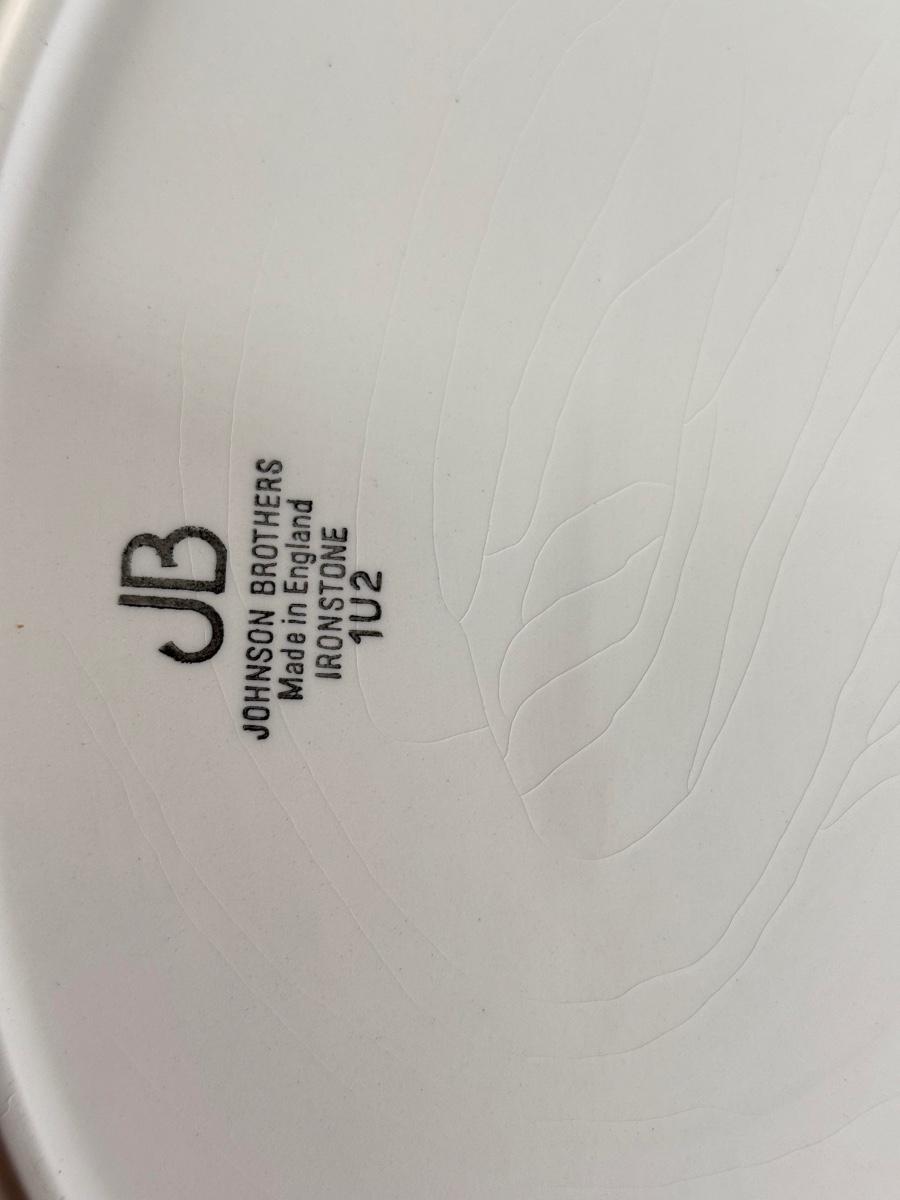 JB
JOHNSON BROTHERS
Made in England
IRONSTONE
1U2